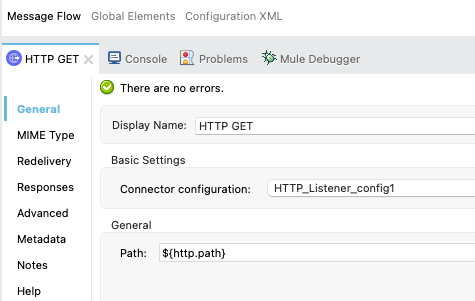 Message Flow Global Elements Configuration XML
HTTP GET Console Problems Mule Debugger
There are no errors.
General
Display Name: HTTP GET
MIME Type
Basic Settings
Redelivery
Responses
Connector configuration: HTTP_Listener_config1
Advanced
General
Metadata
Path: ${http.path}
Notes
Help